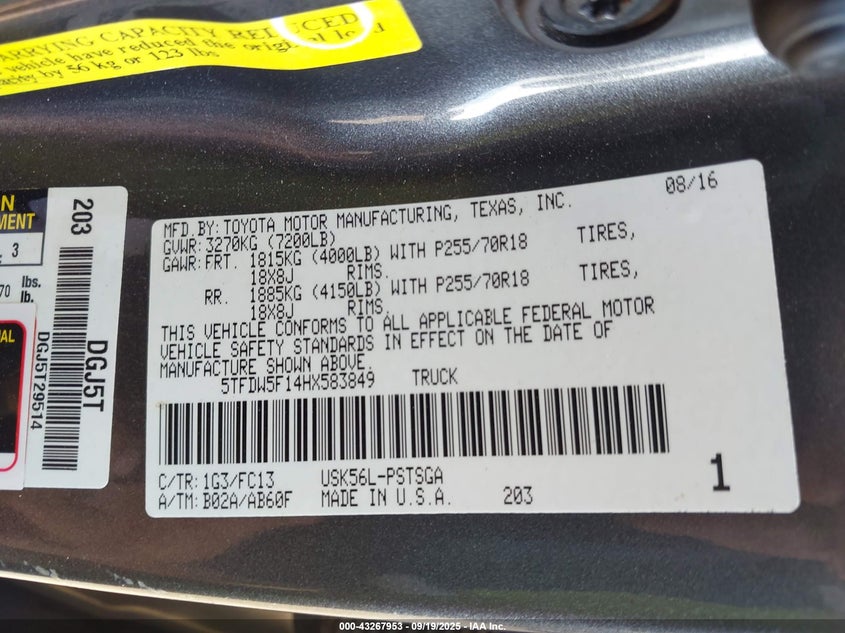 CARRYING CAPACITY REDUCED
vehicle have reduced the original load
by 56 kg or 123 lbs
MENT
3
70 lbs.
lb.
203
DGJ5T
DGJ5T29514
08/16
MFD.BY:TOYOTA MOTOR MANUFACTURING, TEXAS, INC.
GVWR:3270KG (7200LB)
GAWR:FRT. 1815KG (4000LB) WITH P255/70R18 TIRES,
18X8J RIMS.
RR. 1885KG (4150LB) WITH P255/70R18 TIRES,
18X8J RIMS.
THIS VEHICLE CONFORMS TO ALL APPLICABLE FEDERAL MOTOR
VEHICLE SAFETY STANDARDS IN EFFECT ON THE DATE OF
MANUFACTURE SHOWN ABOVE.
5TFDW5F14HX583849 TRUCK
C/TR: 1G3/FC13 USK56L-PSTSGA
A/TM: B02A/AB60F MADE IN U.S.A. 203
1
000-43267953 - 09/19/2025 - IAA Inc.